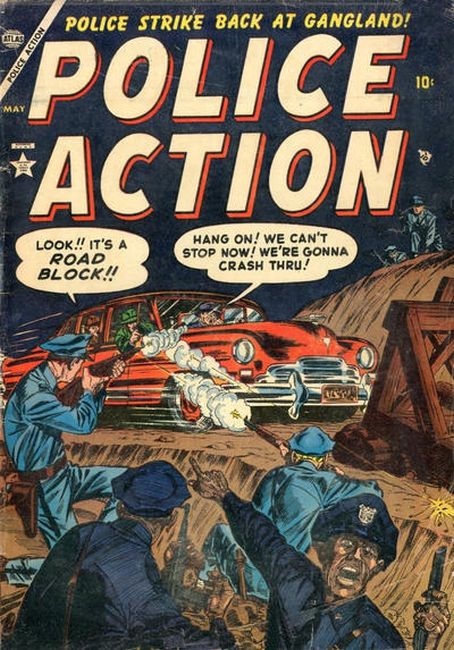 POLICE STRIKE BACK AT GANGLAND!
ATLAS
POLICE ACTION
POLICE
ACTION
10¢
MAY
LOOK!! IT'S A
ROAD
BLOCK!!
HANG ON! WE CAN'T
STOP NOW! WE'RE GONNA
CRASH THRU!